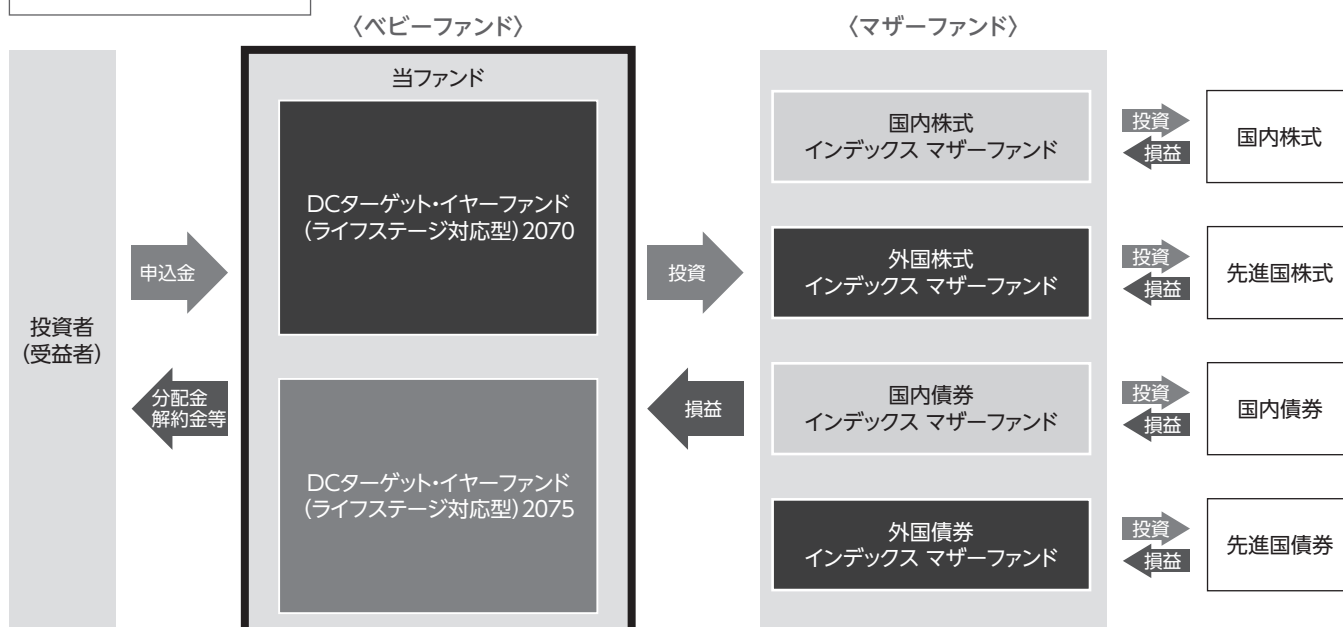 〈ベビーファンド〉
〈マザーファンド〉
投資者
(受益者)
申込金
分配金
解約金等
当ファンド
DCターゲット・イヤーファンド
(ライフステージ対応型)2070
DCターゲット・イヤーファンド
(ライフステージ対応型)2075
投資
損益
国内株式
インデックス マザーファンド
投資
損益
国内株式
外国株式
インデックス マザーファンド
投資
損益
先進国株式
国内債券
インデックス マザーファンド
投資
損益
国内債券
外国債券
インデックス マザーファンド
投資
損益
先進国債券